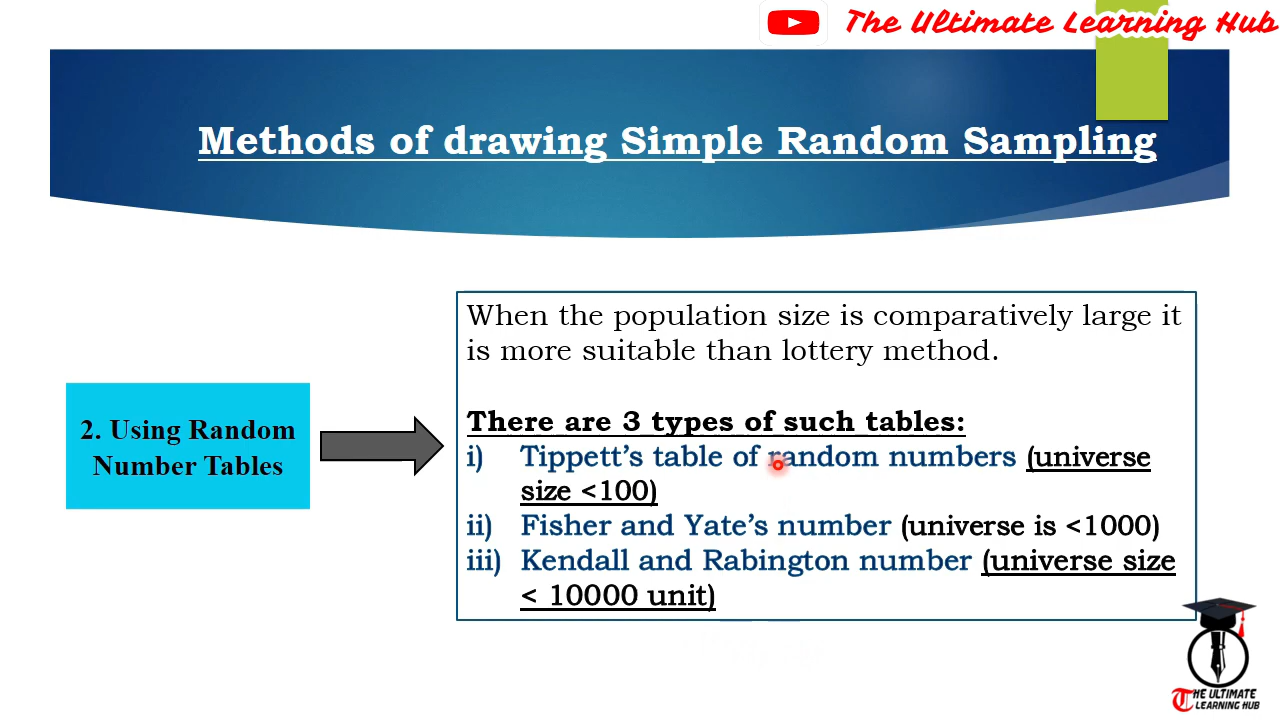 The Ultimate Learning Hub
Methods of drawing Simple Random Sampling
2. Using Random
Number Tables
When the population size is comparatively large it
is more suitable than lottery method.
There are 3 types of such tables:
i) Tippett's table of random numbers (universe
size <100)
ii) Fisher and Yate's number (universe is <1000)
iii) Kendall and Rabington number (universe size
< 10000 unit)
THE ULTIMATE
LEARNING HUB